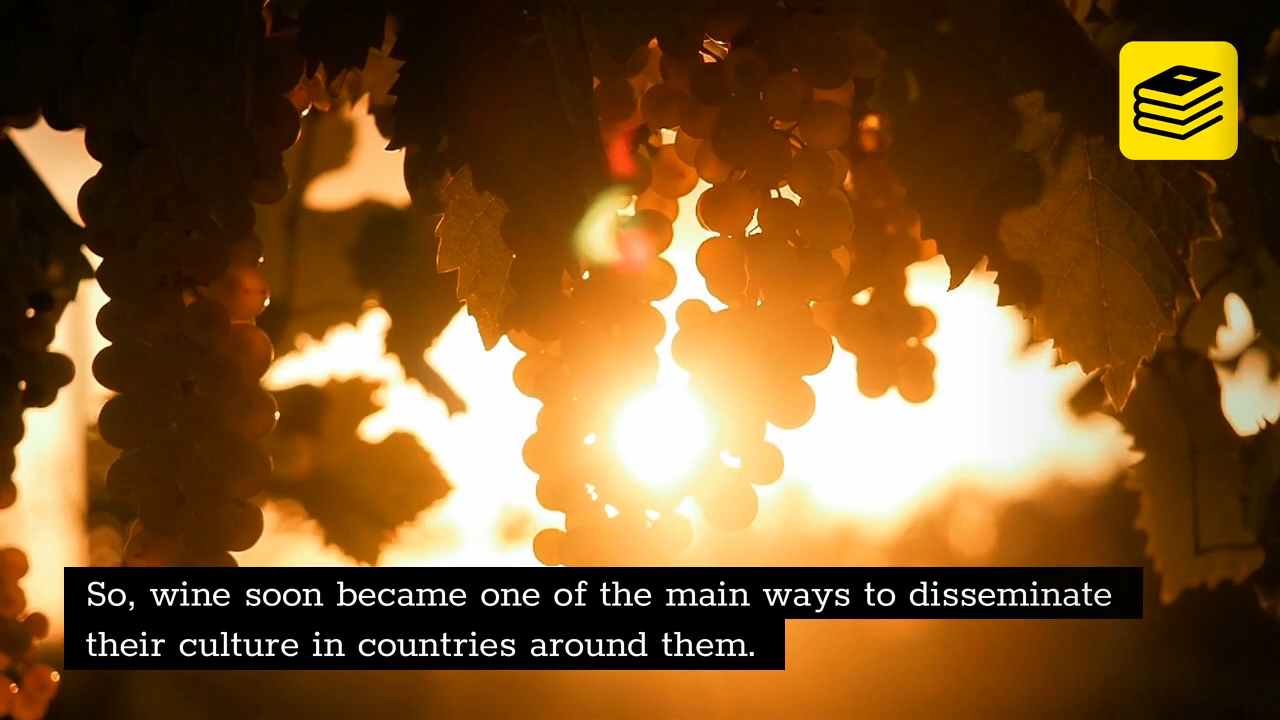 So, wine soon became one of the main ways to disseminate
their culture in countries around them.